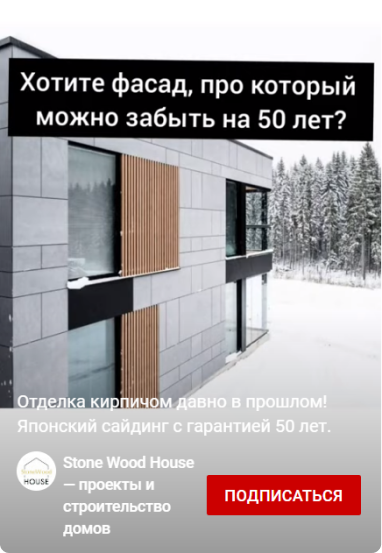 Хотите фасад, про который
можно забыть на 50 лет?
Отделка кирпичом давно в прошлом!
Японский сайдинг с гарантией 50 лет.
HOUSE
Stone Wood House
— проекты и
строительство
домов
ПОДПИСАТЬСЯ